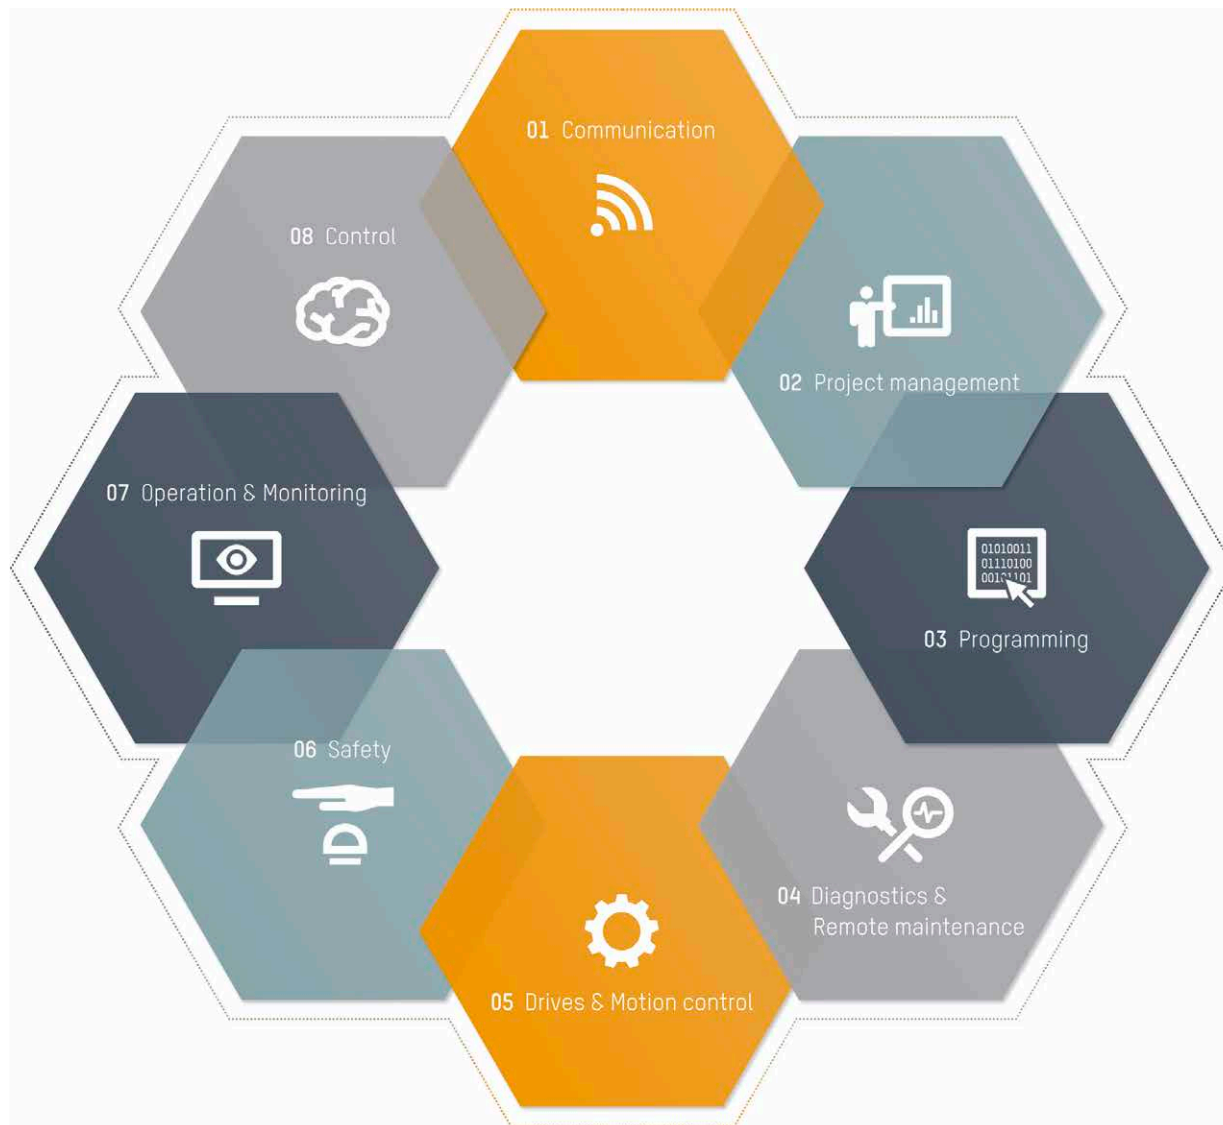 01 Communication
02 Project management
01010011
01110100
00101101
03 Programming
04 Diagnostics &
Remote maintenance
05 Drives & Motion control
06 Safety
07 Operation & Monitoring
08 Control